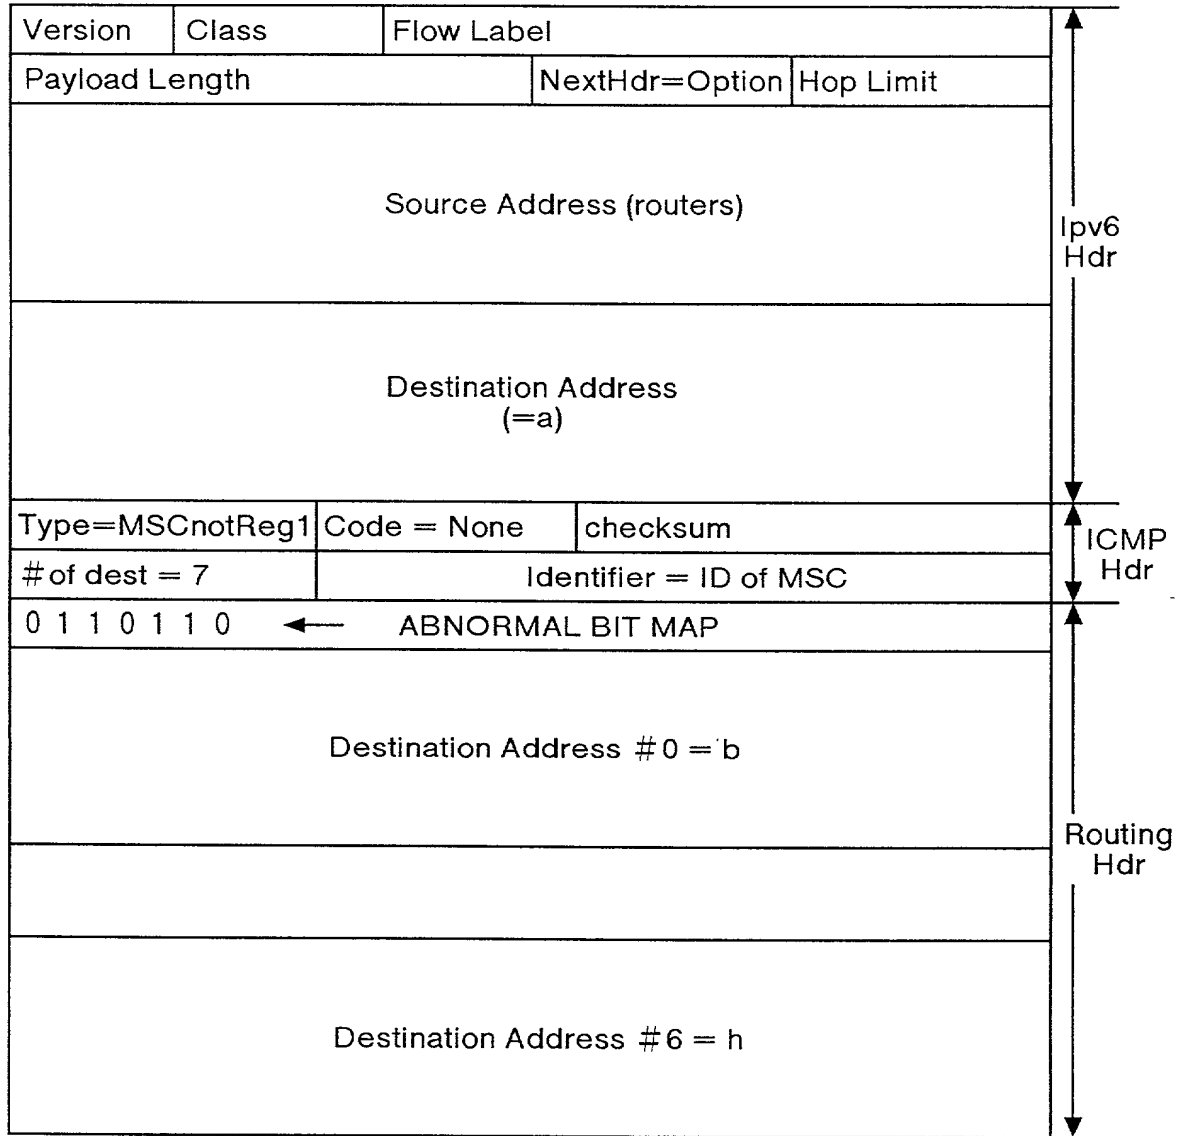 Version Class Flow Label
Payload Length NextHdr=Option Hop Limit
Source Address (routers)
Ipv6
Hdr
Destination Address
(=a)
Type=MSCnotReg1 Code = None checksum
ICMP
Hdr
# of dest = 7 Identifier = ID of MSC
0 1 1 0 1 1 0 ← ABNORMAL BIT MAP
Destination Address #0 = b
Routing
Hdr
Destination Address #6 = h